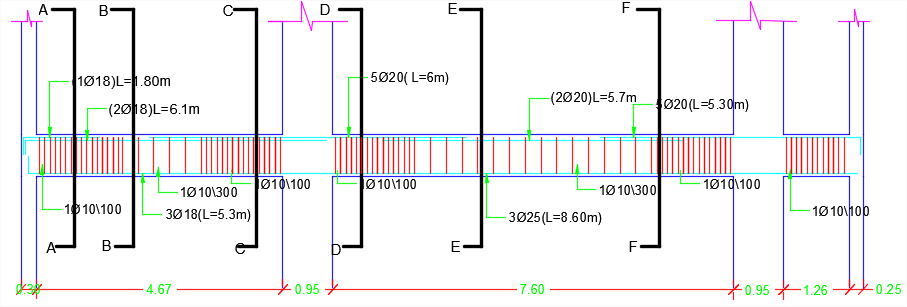 A B C D E F
5Ø20( L=6m)
(1Ø18)L=1.80m
(2Ø18)L=6.1m
(2Ø20)L=5.7m
5Ø20(L=5.30m)
1Ø10\300
1Ø10\100
1Ø10\100
1Ø10\300
1Ø10\100
1Ø10\100
3Ø18(L=5.3m)
3Ø25(L=8.60m)
1Ø10\100
A B C D E F
0.30 4.67 0.95 7.60 0.95 1.26 0.25